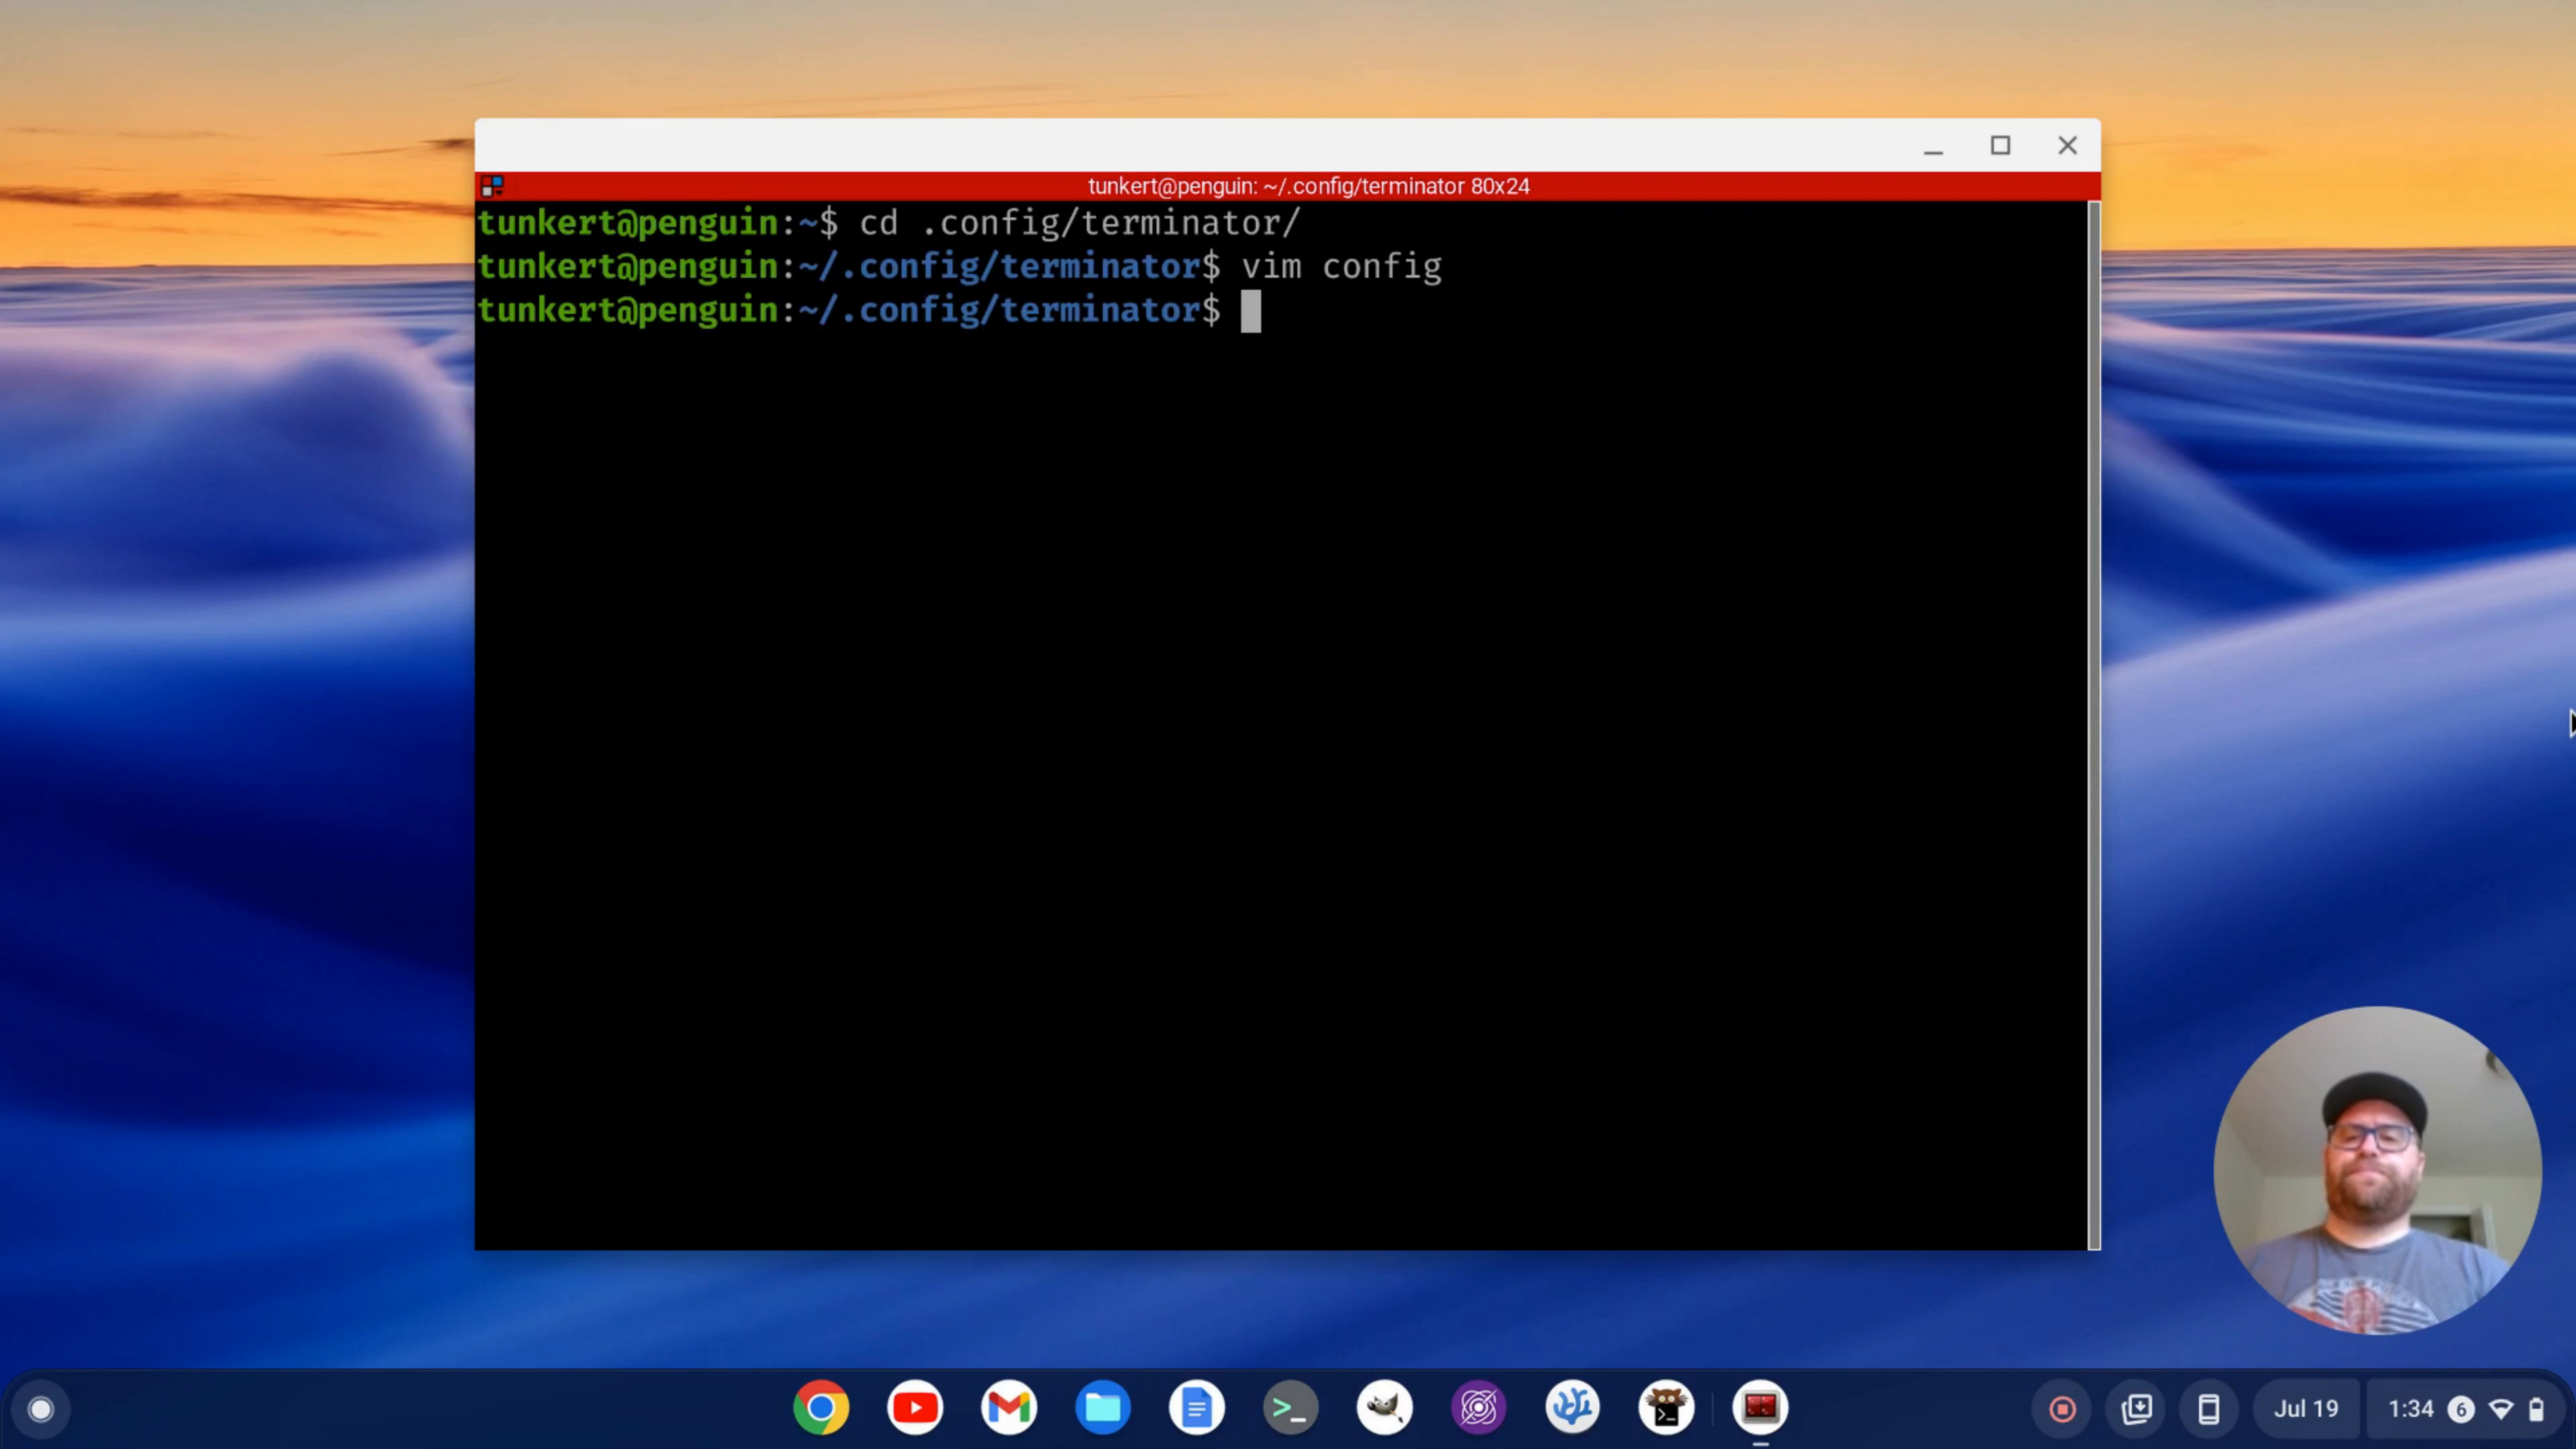 tunkert@penguin: ~/.config/terminator 80x24
tunkert@penguin:~$ cd .config/terminator/
tunkert@penguin:~/.config/terminator$ vim config
tunkert@penguin:~/.config/terminator$
>_
>_
Jul 19
1:34 6